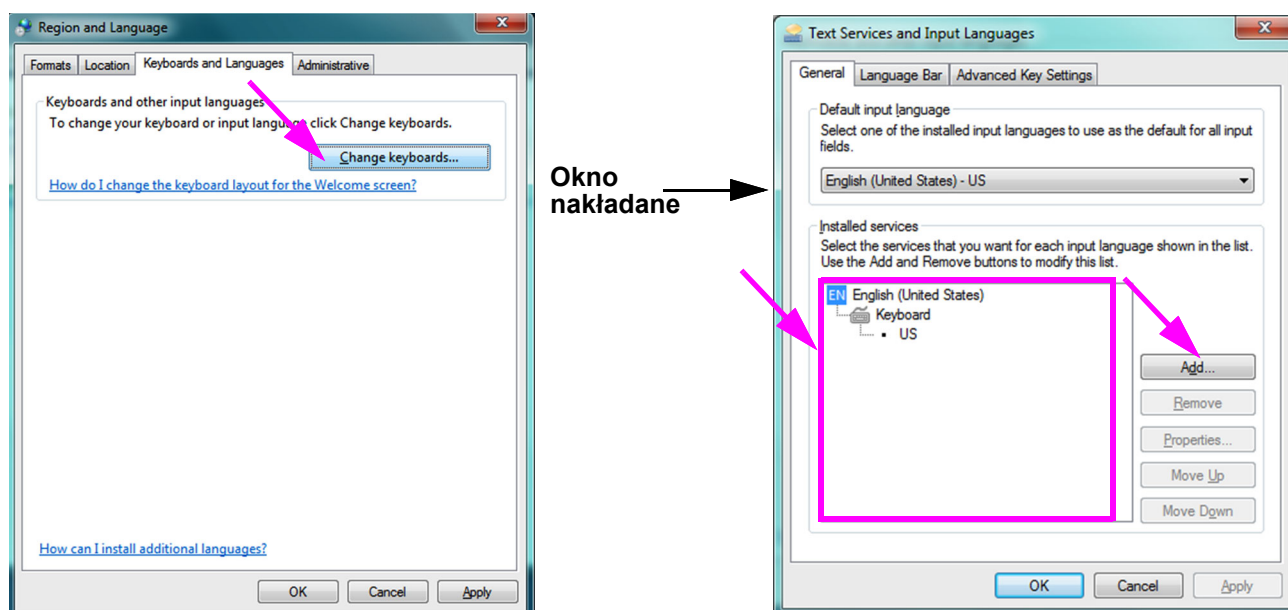 Region and Language
Formats Location Keyboards and Languages Administrative
Keyboards and other input languages
To change your keyboard or input language click Change keyboards.
Change keyboards...
How do I change the keyboard layout for the Welcome screen?
How can I install additional languages?
OK Cancel Apply
Okno
nakładane
Text Services and Input Languages
General Language Bar Advanced Key Settings
Default input language
Select one of the installed input languages to use as the default for all input
fields.
English (United States) - US
Installed services
Select the services that you want for each input language shown in the list.
Use the Add and Remove buttons to modify this list.
EN English (United States)
Keyboard
US
Add...
Remove
Properties...
Move Up
Move Down
OK Cancel Apply